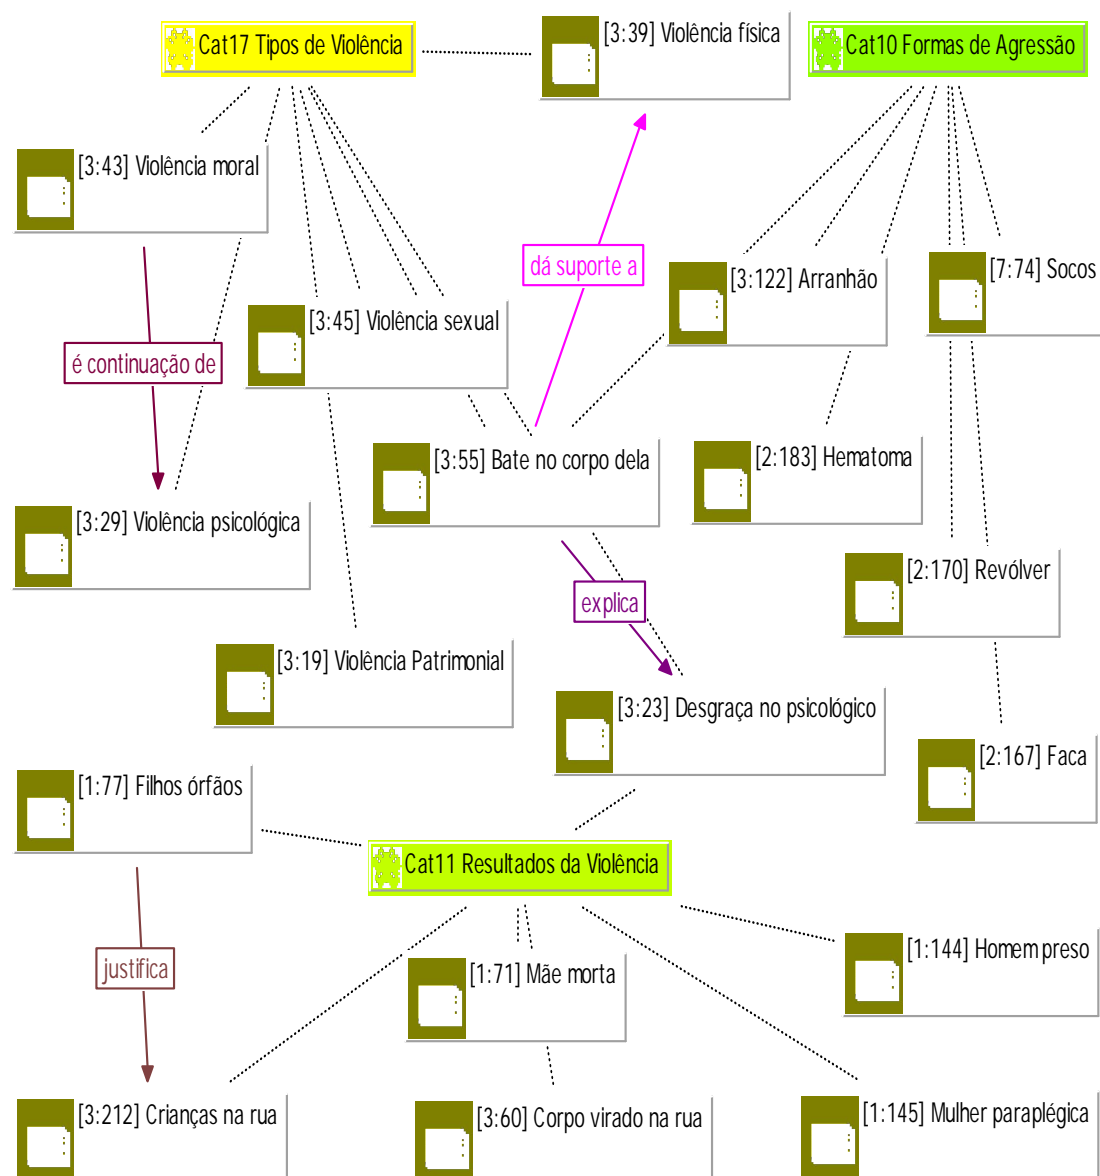 Cat17 Tipos de Violência
[3:39] Violência física
Cat10 Formas de Agressão
[3:43] Violência moral
dá suporte a
[3:122] Arranhão
[7:74] Socos
[3:45] Violência sexual
é continuação de
[3:55] Bate no corpo dela
[2:183] Hematoma
[3:29] Violência psicológica
[2:170] Revólver
explica
[3:19] Violência Patrimonial
[3:23] Desgraça no psicológico
[2:167] Faca
[1:77] Filhos órfãos
Cat11 Resultados da Violência
[1:144] Homem preso
justifica
[1:71] Mãe morta
[3:212] Crianças na rua
[3:60] Corpo virado na rua
[1:145] Mulher paraplégica